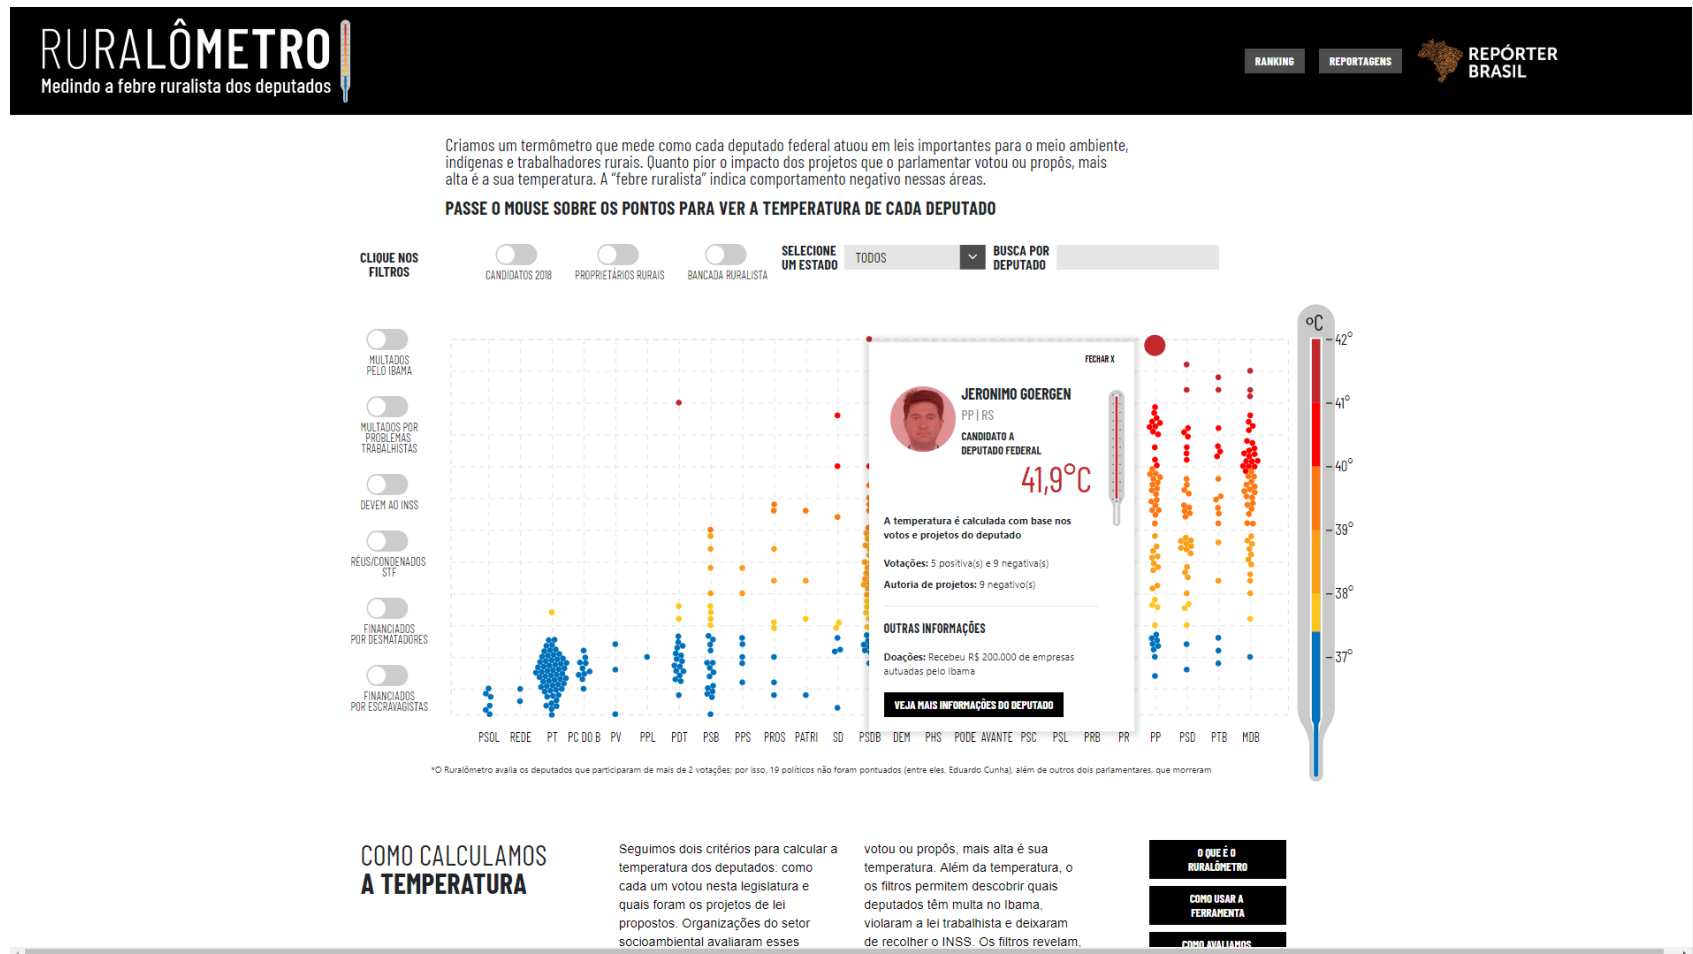 RURALÔMETRO
Medindo a febre ruralista dos deputados
RANKING
REPORTAGENS
REPÓRTER
BRASIL
Criamos um termômetro que mede como cada deputado federal atuou em leis importantes para o meio ambiente,
indígenas e trabalhadores rurais. Quanto pior o impacto dos projetos que o parlamentar votou ou propôs, mais
alta é a sua temperatura. A “febre ruralista” indica comportamento negativo nessas áreas.
PASSE O MOUSE SOBRE OS PONTOS PARA VER A TEMPERATURA DE CADA DEPUTADO
CLIQUE NOS
FILTROS
CANDIDATOS 2018
PROPRIETÁRIOS RURAIS
BANCADA RURALISTA
SELECIONE
UM ESTADO
TODOS
BUSCA POR
DEPUTADO
MULTADOS
PELO IBAMA
MULTADOS POR
PROBLEMAS
TRABALHISTAS
DEVEM AO INSS
RÉUS/CONDENADOS
STF
FINANCIADOS
POR DESMATADORES
FINANCIADOS
POR ESCRAVAGISTAS
FECHAR X
JERONIMO GOERGEN
PP | RS
CANDIDATO A
DEPUTADO FEDERAL
41,9°C
A temperatura é calculada com base nos
votos e projetos do deputado
Votações: 5 positiva(s) e 9 negativa(s)
Autoria de projetos: 9 negativo(s)
OUTRAS INFORMAÇÕES
Doações: Recebeu R$ 200.000 de empresas
autuadas pelo Ibama
VEJA MAIS INFORMAÇÕES DO DEPUTADO
ºC
42°
41°
40°
39°
38°
37°
PSOL REDE PT PC DO B PV PPL PDT PSB PPS PROS PATRI SD PSDB DEM PHS PODE AVANTE PSC PSL PRB PR PP PSD PTB MDB
*O Ruralômetro avalia os deputados que participaram de mais de 2 votações; por isso, 19 políticos não foram pontuados (entre eles, Eduardo Cunha), além de outros dois parlamentares, que morreram
COMO CALCULAMOS
A TEMPERATURA
Seguimos dois critérios para calcular a
temperatura dos deputados: como
cada um votou nesta legislatura e
quais foram os projetos de lei
propostos. Organizações do setor
socioambiental avaliaram esses
votou ou propôs, mais alta é sua
temperatura. Além da temperatura, o
os filtros permitem descobrir quais
deputados têm multa no Ibama,
violaram a lei trabalhista e deixaram
de recolher o INSS. Os filtros revelam,
O QUE É O
RURALÔMETRO
COMO USAR A
FERRAMENTA
COMO AVALIAMOS